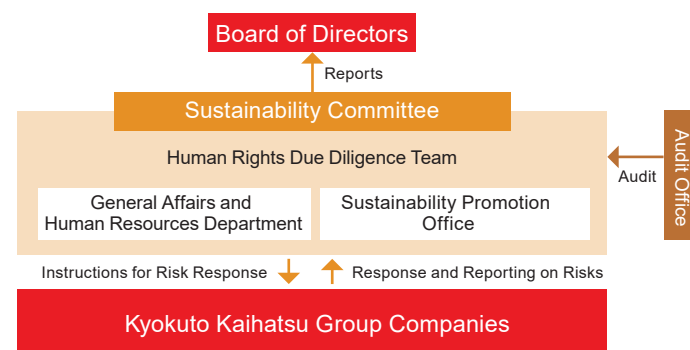 Board of Directors
Reports
Sustainability Committee
Human Rights Due Diligence Team
General Affairs and
Human Resources Department
Sustainability Promotion
Office
Audit
Audit Office
Instructions for Risk Response
Response and Reporting on Risks
Kyokuto Kaihatsu Group Companies